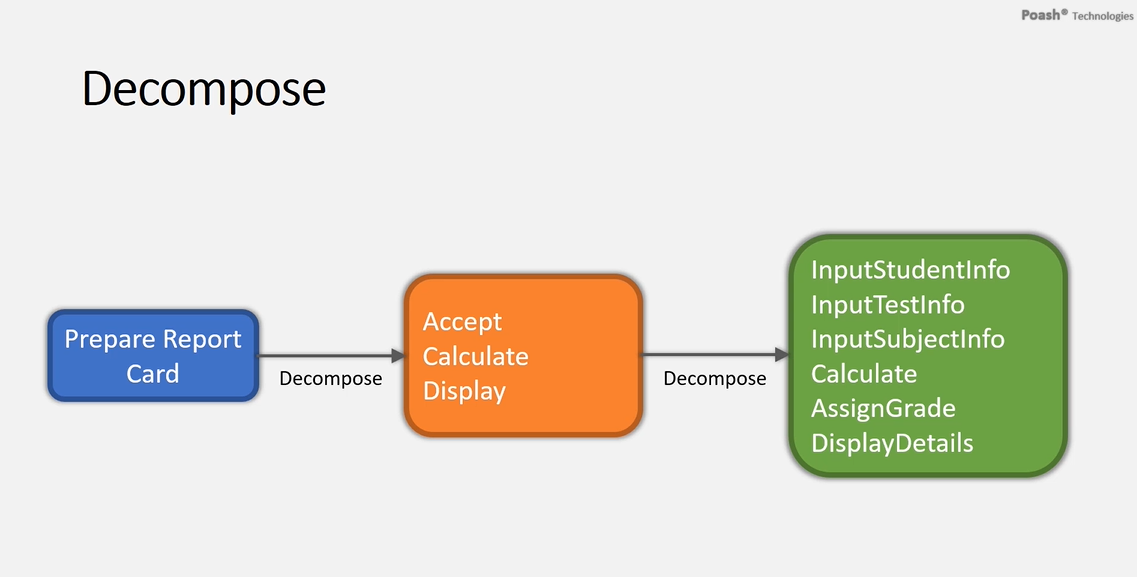 Poash® Technologies
Decompose
Prepare Report
Card
Decompose
Accept
Calculate
Display
Decompose
InputStudentInfo
InputTestInfo
InputSubjectInfo
Calculate
AssignGrade
DisplayDetails